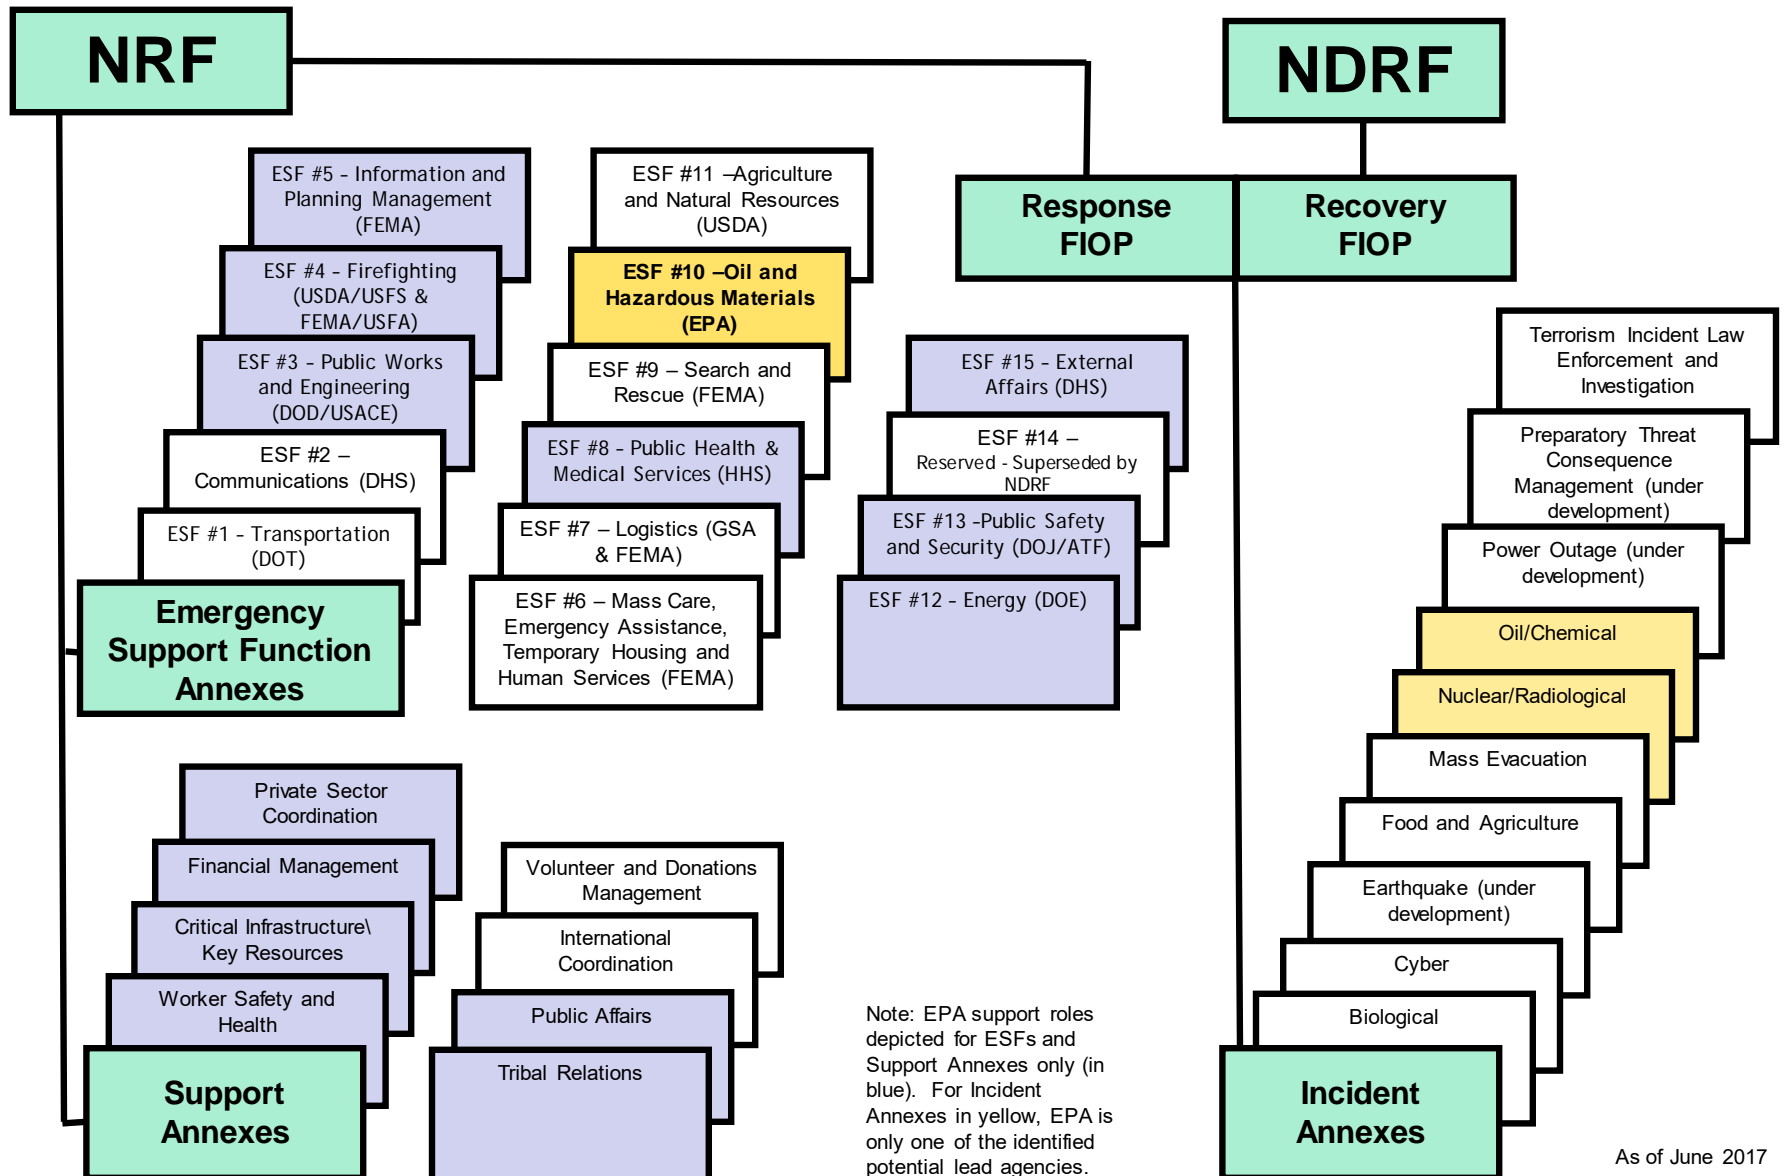 NRF
NDRF
Response
FIOP
Recovery
FIOP
ESF #5 - Information and
Planning Management
(FEMA)
ESF #4 - Firefighting
(USDA/USFS &
FEMA/USFA)
ESF #3 - Public Works
and Engineering
(DOD/USACE)
ESF #2 –
Communications (DHS)
ESF #1 - Transportation
(DOT)
Emergency
Support Function
Annexes
ESF #11 –Agriculture
and Natural Resources
(USDA)
ESF #10 –Oil and
Hazardous Materials
(EPA)
ESF #9 – Search and
Rescue (FEMA)
ESF #8 - Public Health &
Medical Services (HHS)
ESF #7 – Logistics (GSA
& FEMA)
ESF #6 – Mass Care,
Emergency Assistance,
Temporary Housing and
Human Services (FEMA)
ESF #15 - External
Affairs (DHS)
ESF #14 –
Reserved - Superseded by
NDRF
ESF #13 -Public Safety
and Security (DOJ/ATF)
ESF #12 - Energy (DOE)
Terrorism Incident Law
Enforcement and
Investigation
Preparatory Threat
Consequence
Management (under
development)
Power Outage (under
development)
Oil/Chemical
Nuclear/Radiological
Mass Evacuation
Food and Agriculture
Earthquake (under
development)
Cyber
Biological
Incident
Annexes
Private Sector
Coordination
Financial Management
Critical Infrastructure\
Key Resources
Worker Safety and
Health
Support
Annexes
Volunteer and Donations
Management
International
Coordination
Public Affairs
Tribal Relations
Note: EPA support roles
depicted for ESFs and
Support Annexes only (in
blue). For Incident
Annexes in yellow, EPA is
only one of the identified
potential lead agencies.
As of June 2017